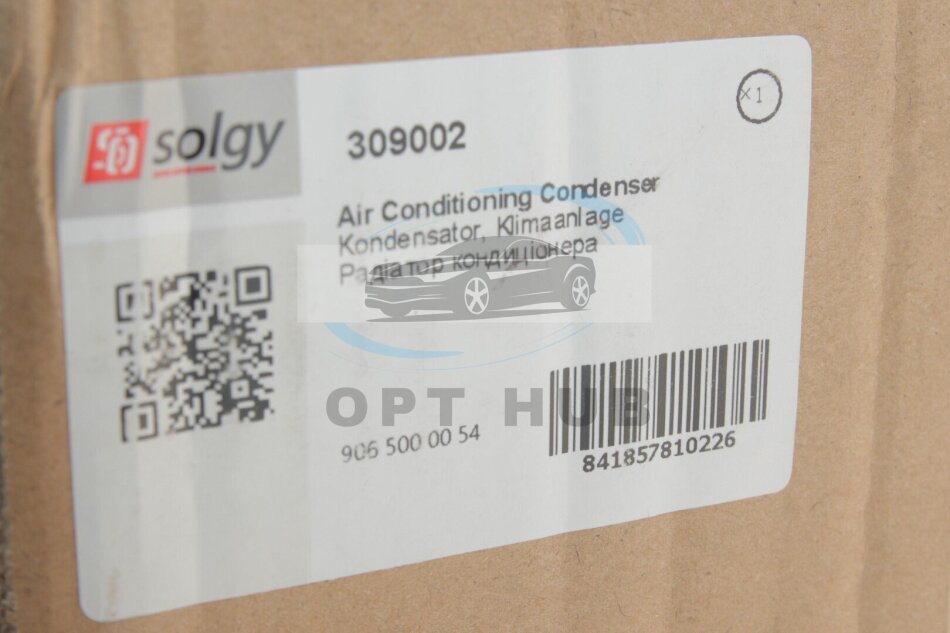 solgy
309002
x1
Air Conditioning Condenser
Kondensator, Klimaanlage
Радіатор кондиціонера
OPT HUB
906 500 00 54
841857810226